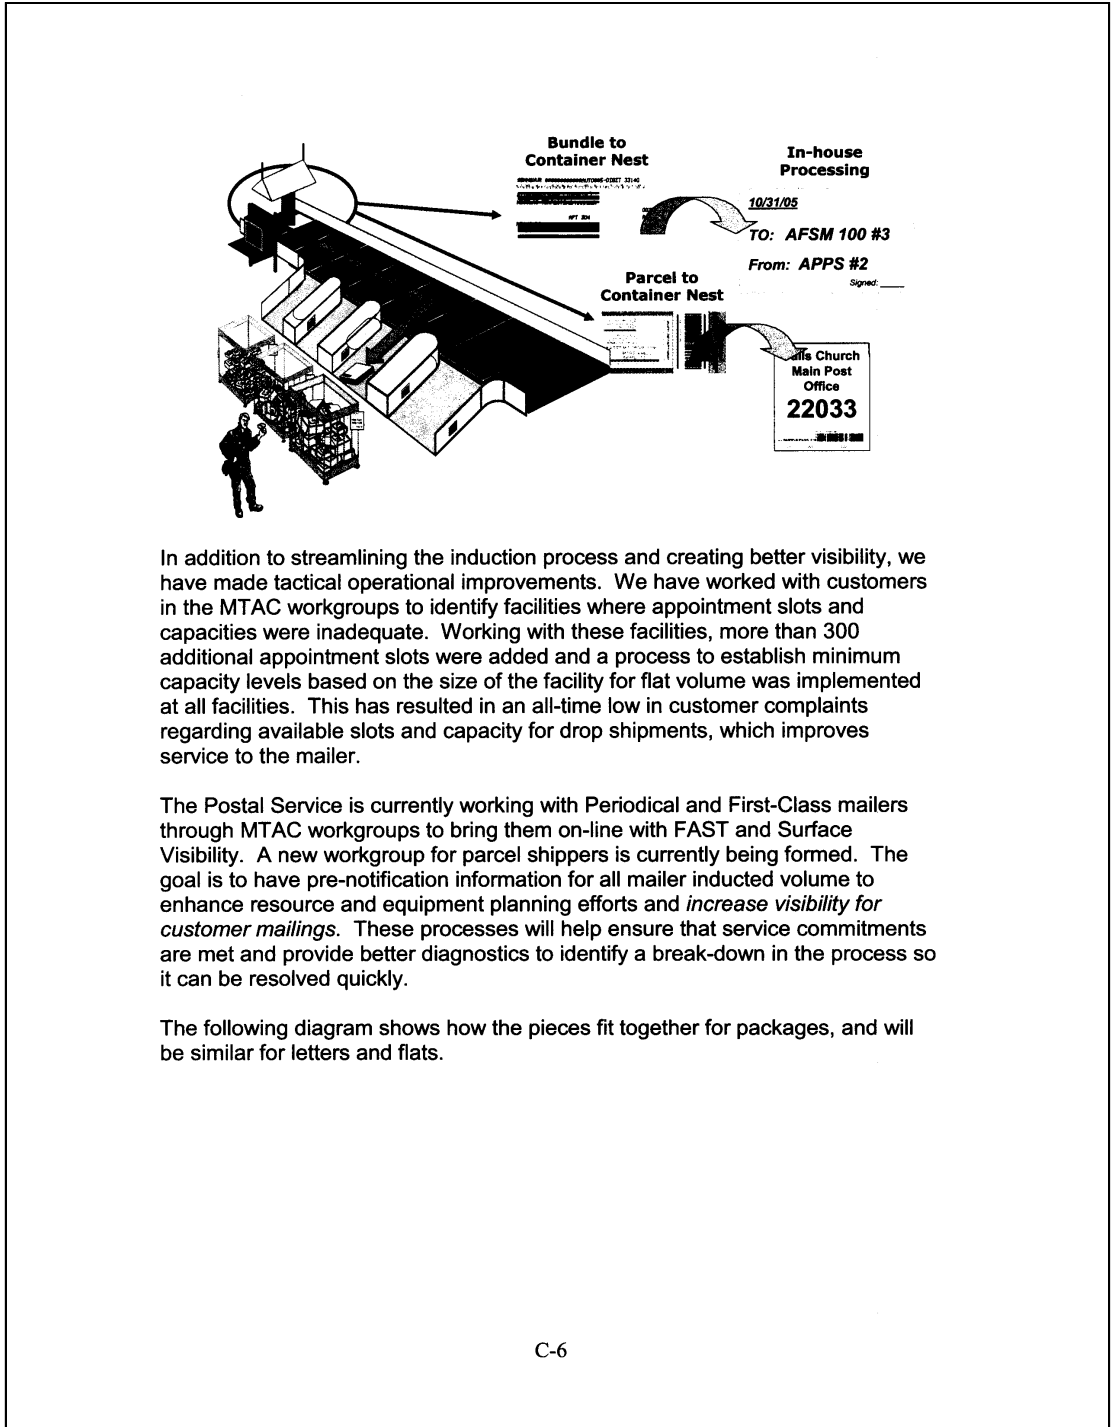 Bundle to
Container Nest
In-house
Processing
10/31/05
TO: AFSM 100 #3
From: APPS #2
Signed:____
APT 304
Parcel to
Container Nest
Church
Main Post
Office
22033
In addition to streamlining the induction process and creating better visibility, we
have made tactical operational improvements. We have worked with customers
in the MTAC workgroups to identify facilities where appointment slots and
capacities were inadequate. Working with these facilities, more than 300
additional appointment slots were added and a process to establish minimum
capacity levels based on the size of the facility for flat volume was implemented
at all facilities. This has resulted in an all-time low in customer complaints
regarding available slots and capacity for drop shipments, which improves
service to the mailer.
The Postal Service is currently working with Periodical and First-Class mailers
through MTAC workgroups to bring them on-line with FAST and Surface
Visibility. A new workgroup for parcel shippers is currently being formed. The
goal is to have pre-notification information for all mailer inducted volume to
enhance resource and equipment planning efforts and increase visibility for
customer mailings. These processes will help ensure that service commitments
are met and provide better diagnostics to identify a break-down in the process so
it can be resolved quickly.
The following diagram shows how the pieces fit together for packages, and will
be similar for letters and flats.
C-6